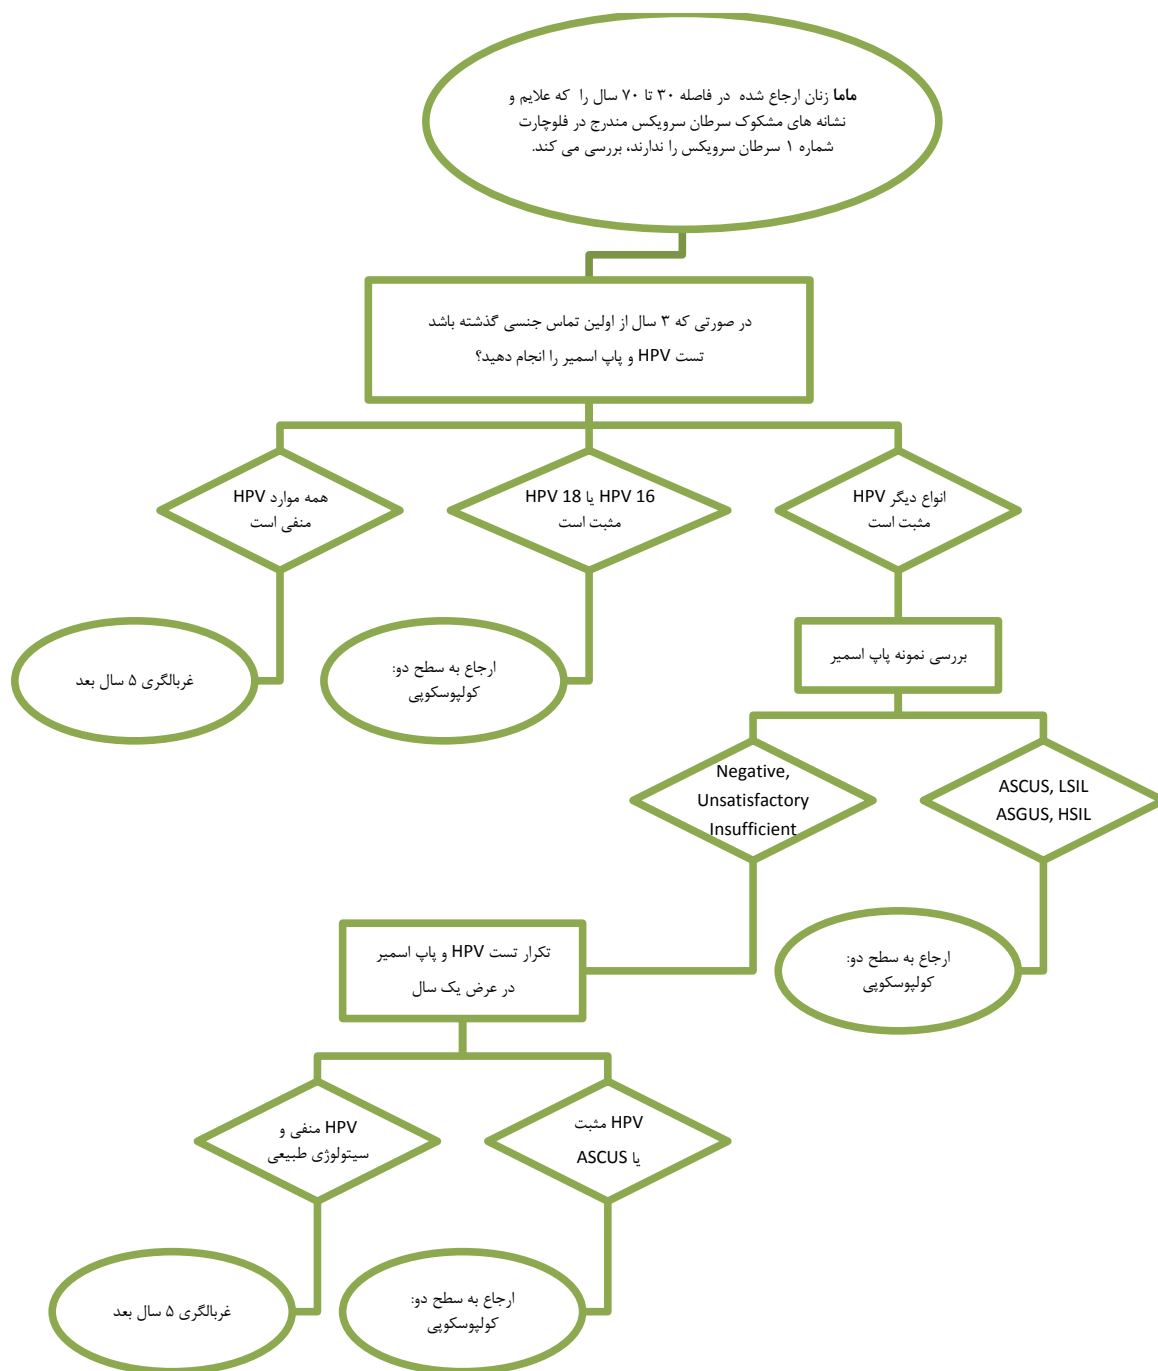 ماما زنان ارجاع شده در فاصله ۳۰ تا ۷۰ سال را که علایم و
نشانه های مشکوک سرطان سرویکس مندرج در فلوچارت
شماره ۱ سرطان سرویکس را ندارند، بررسی می کند.
در صورتی که ۳ سال از اولین تماس جنسی گذشته باشد
تست HPV و پاپ اسمیر را انجام دهید؟
انواع دیگر HPV
مثبت است
HPV 16 یا HPV 18
مثبت است
همه موارد HPV
منفی است
بررسی نمونه پاپ اسمیر
ارجاع به سطح دو:
کولپوسکوپی
غربالگری ۵ سال بعد
ASCUS, LSIL
ASGUS, HSIL
Negative,
Unsatisfactory
Insufficient
ارجاع به سطح دو:
کولپوسکوپی
تکرار تست HPV و پاپ اسمیر
در عرض یک سال
HPV مثبت
یا ASCUS
HPV منفی و
سیتولوژی طبیعی
ارجاع به سطح دو:
کولپوسکوپی
غربالگری ۵ سال بعد